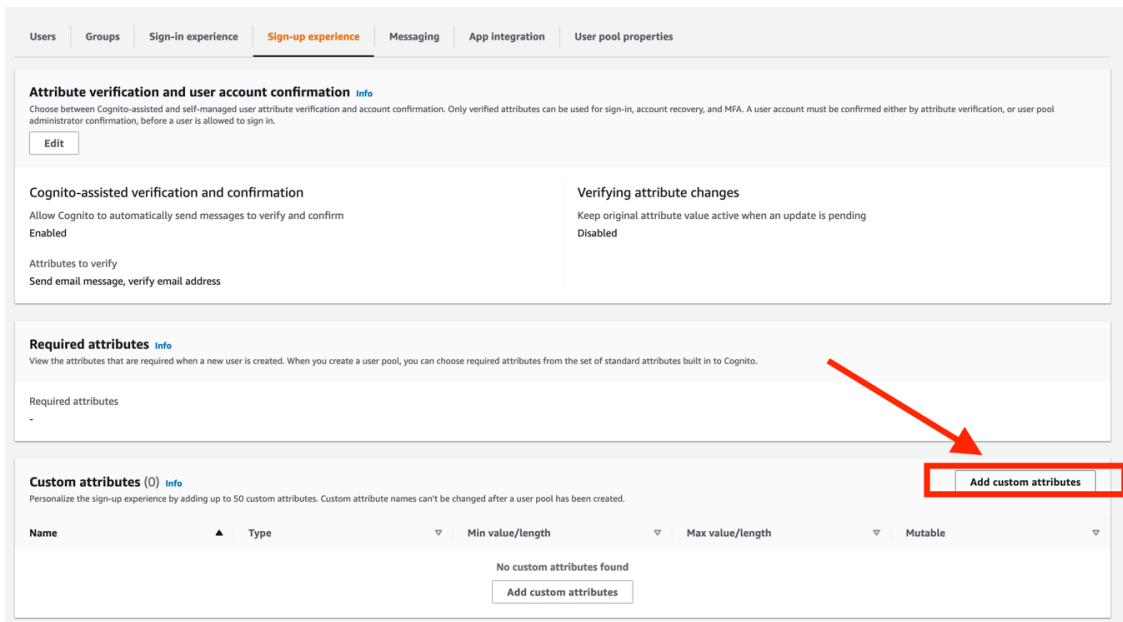 Users Groups Sign-in experience Sign-up experience Messaging App integration User pool properties
Attribute verification and user account confirmation Info
Choose between Cognito-assisted and self-managed user attribute verification and account confirmation. Only verified attributes can be used for sign-in, account recovery, and MFA. A user account must be confirmed either by attribute verification, or user pool
administrator confirmation, before a user is allowed to sign in.
Edit
Cognito-assisted verification and confirmation
Allow Cognito to automatically send messages to verify and confirm
Enabled
Attributes to verify
Send email message, verify email address
Verifying attribute changes
Keep original attribute value active when an update is pending
Disabled
Required attributes Info
View the attributes that are required when a new user is created. When you create a user pool, you can choose required attributes from the set of standard attributes built in to Cognito.
Required attributes
-
Custom attributes (0) Info
Add custom attributes
Personalize the sign-up experience by adding up to 50 custom attributes. Custom attribute names can't be changed after a user pool has been created.
Name Type Min value/length Max value/length Mutable
No custom attributes found
Add custom attributes